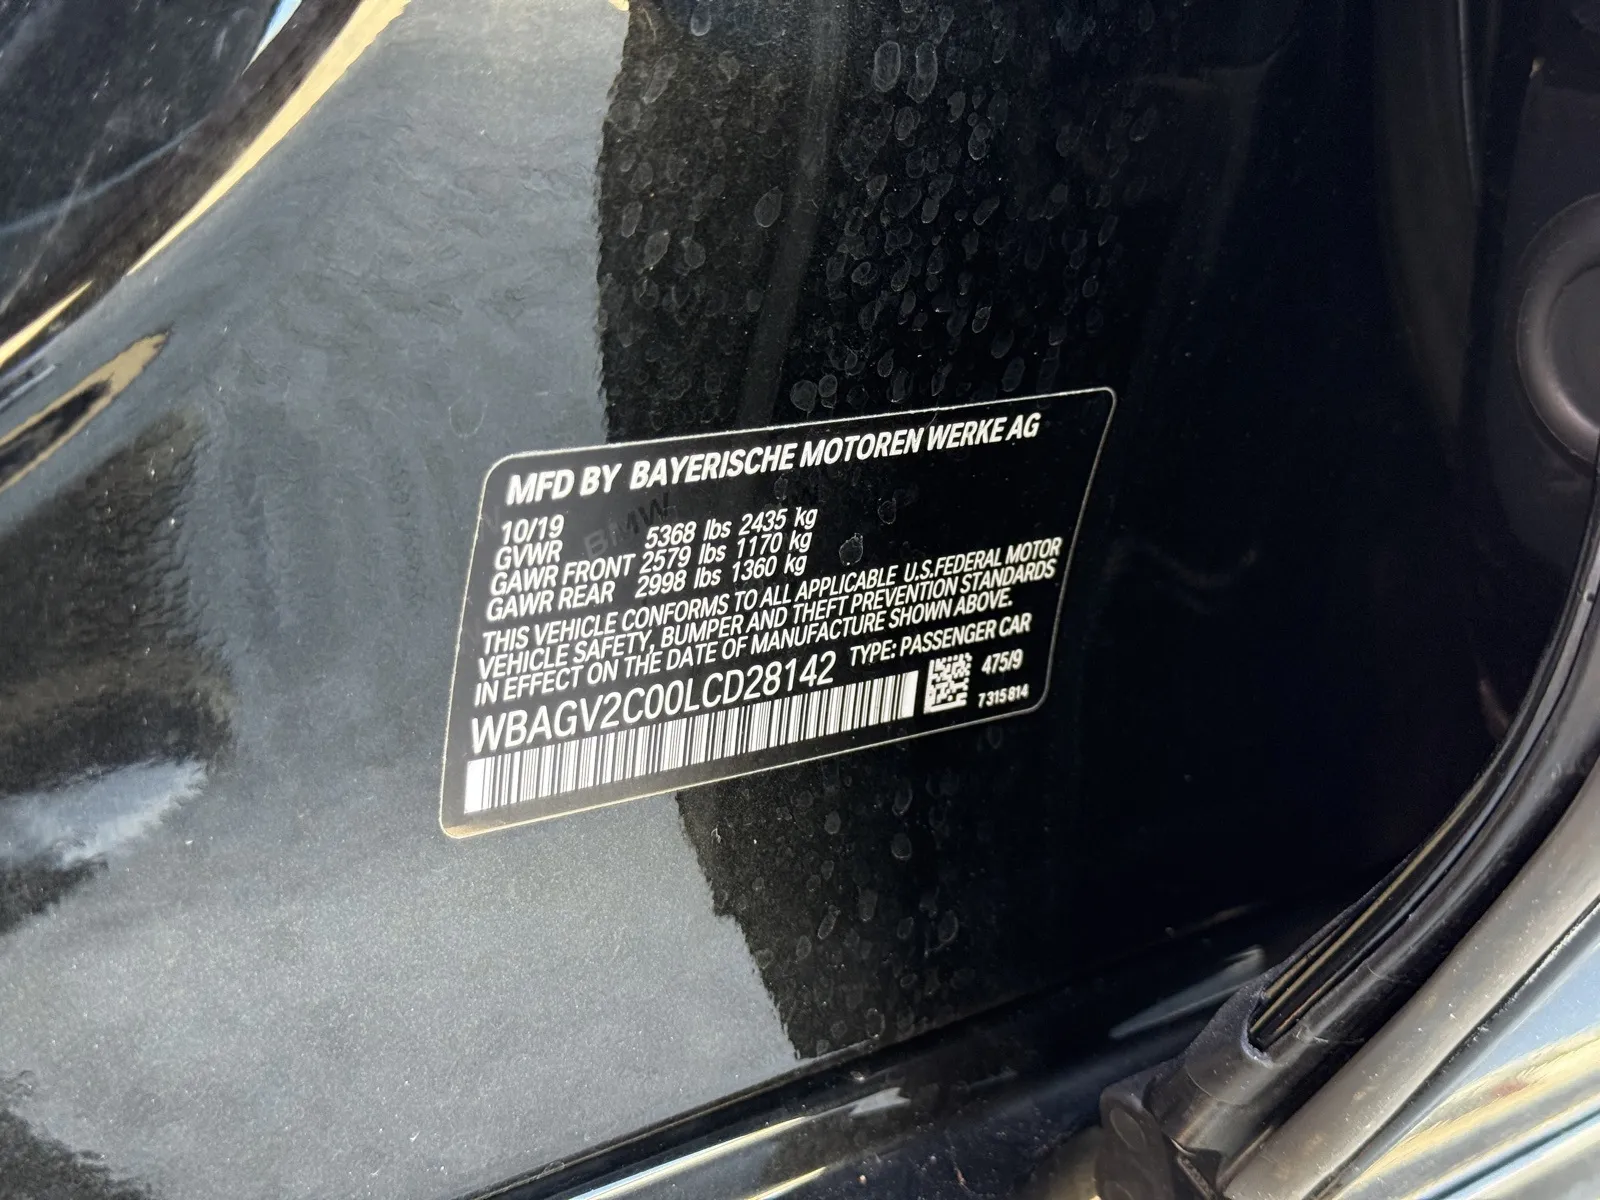 MFD BY BAYERISCHE MOTOREN WERKE AG
10/19
GVWR 5368 lbs 2435 kg
GAWR FRONT 2579 lbs 1170 kg
GAWR REAR 2998 lbs 1360 kg
THIS VEHICLE CONFORMS TO ALL APPLICABLE U.S.FEDERAL MOTOR
VEHICLE SAFETY, BUMPER AND THEFT PREVENTION STANDARDS
IN EFFECT ON THE DATE OF MANUFACTURE SHOWN ABOVE.
WBAGV2C00LCD28142 TYPE: PASSENGER CAR
475/9
7315814
BMW